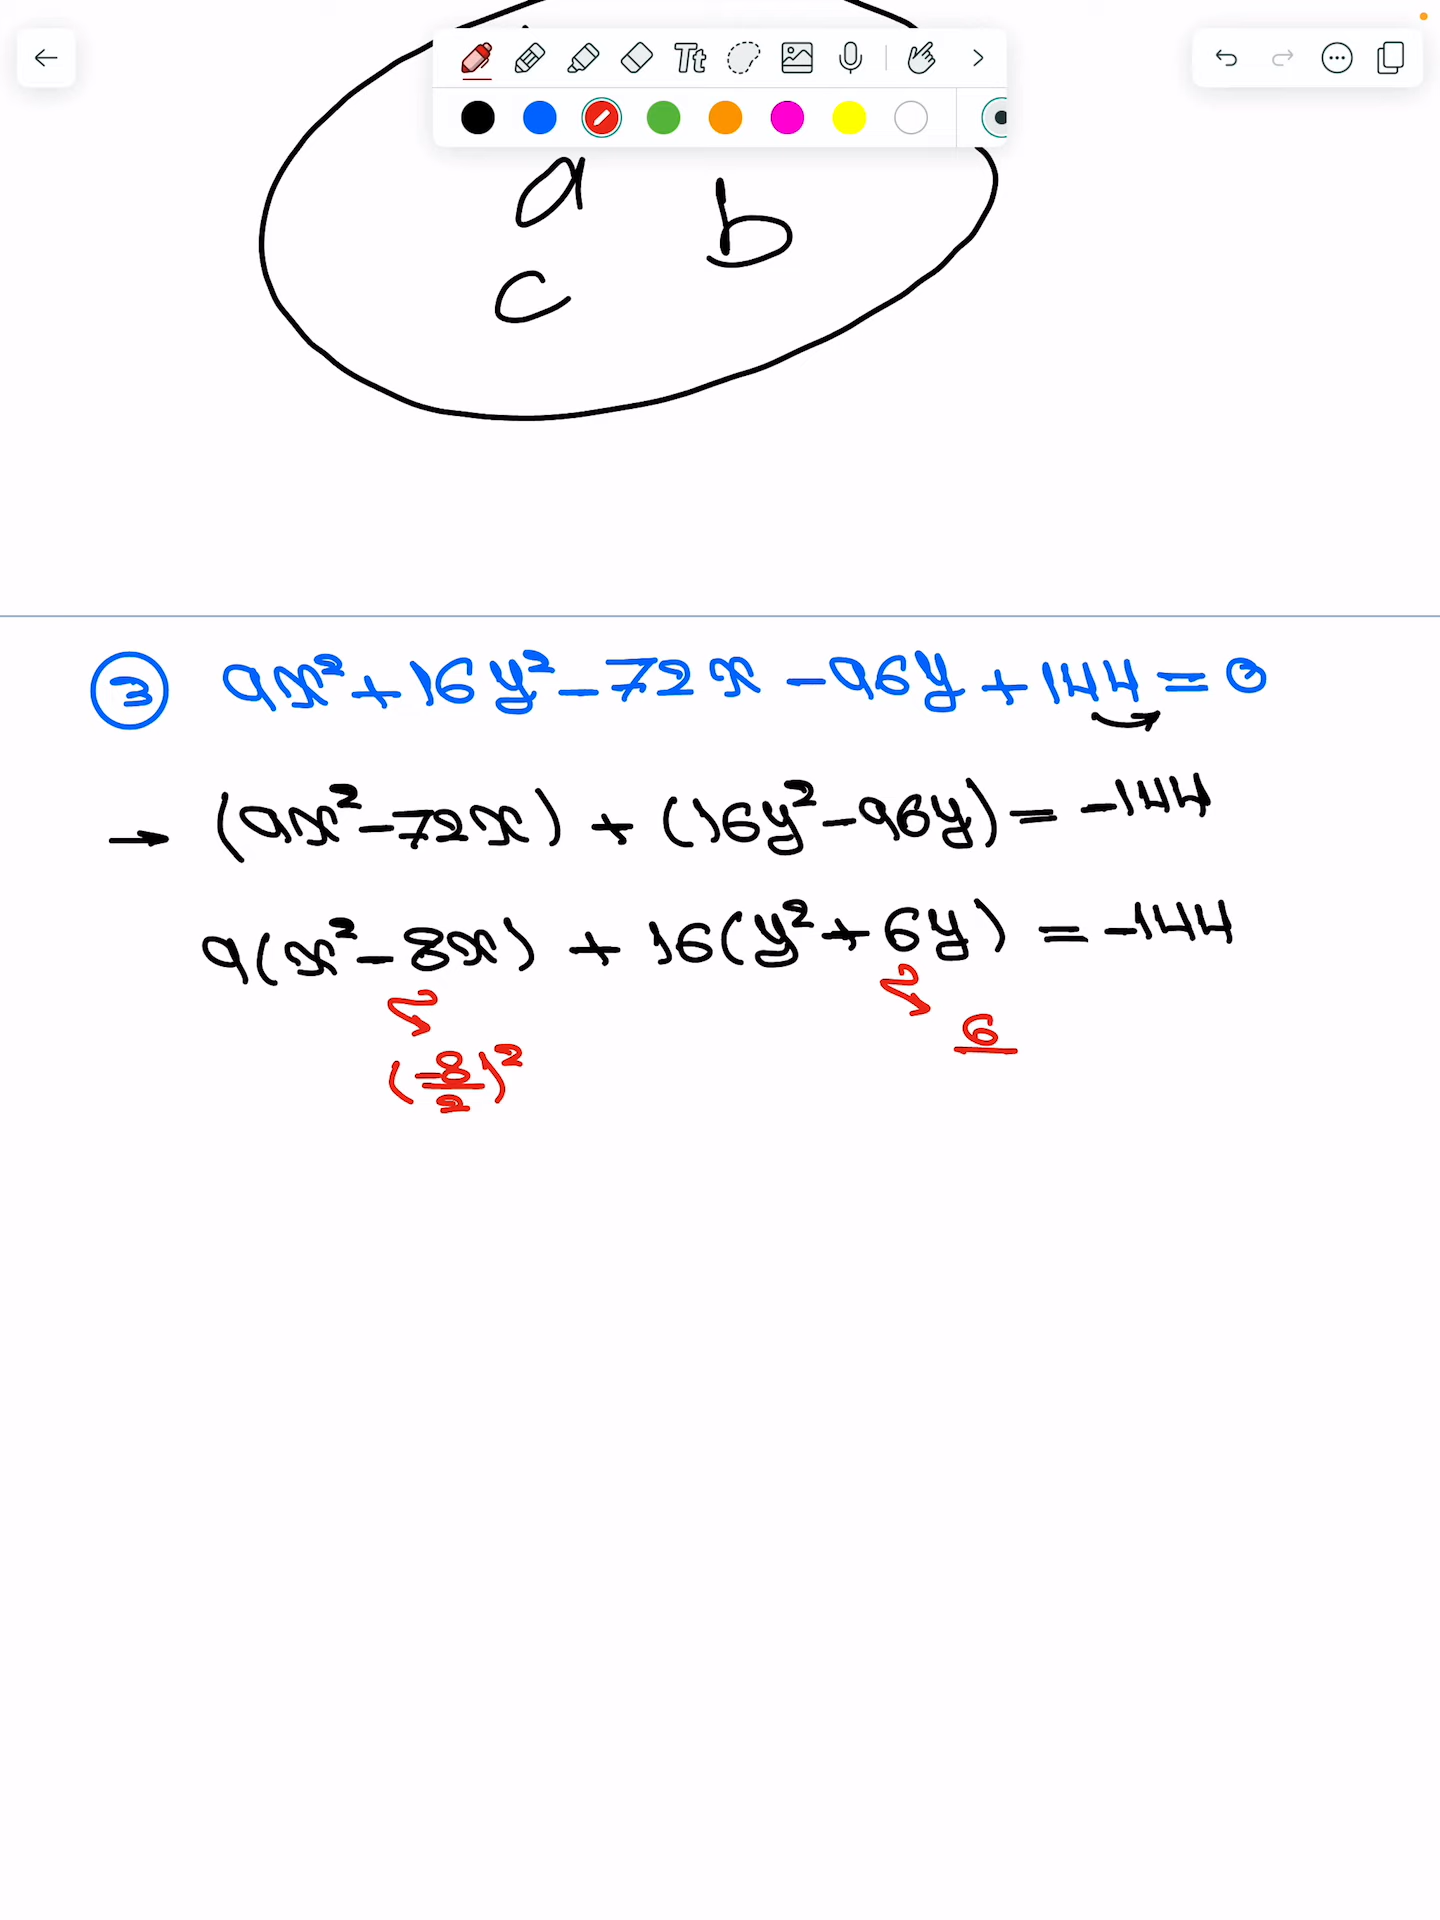 Tt
a
b
c
③ 9x²+16y²-72x-96y+144=0
→ (9x²-72x) + (16y²-96y)=-144
9(x²-8x) + 16(y²+6y) = -144
(-8/2)²
6